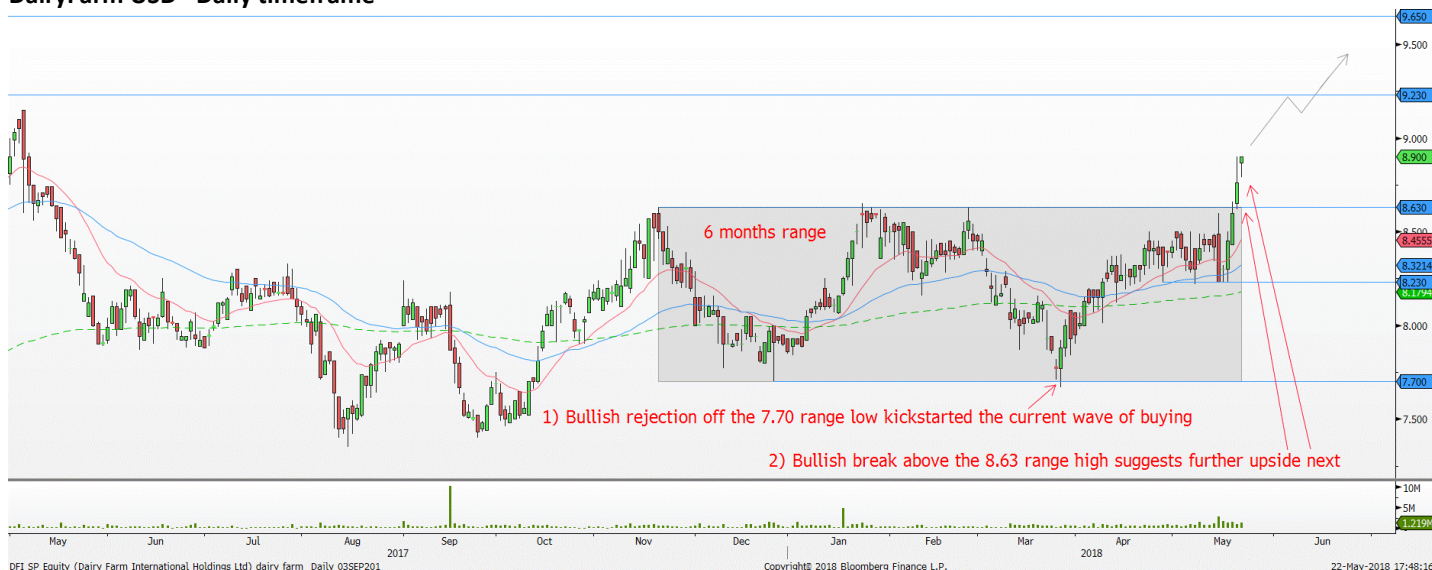 DairyFarm USD - Daily timeframe
9.650
9.500
9.230
9.000
8.900
8.630
6 months range
8.500
8.4555
8.3214
8.230
8.1794
8.000
7.700
1) Bullish rejection off the 7.70 range low kickstarted the current wave of buying
7.500
2) Bullish break above the 8.63 range high suggests further upside next
10M
5M
1.219M
May Jun Jul Aug Sep Oct Nov Dec Jan Feb Mar Apr May Jun
2017 2018
DFI SP Equity (Dairy Farm International Holdings Ltd) dairy farm Daily 03SEP201 Copyright© 2018 Bloomberg Finance L.P. 22-May-2018 17:48:16